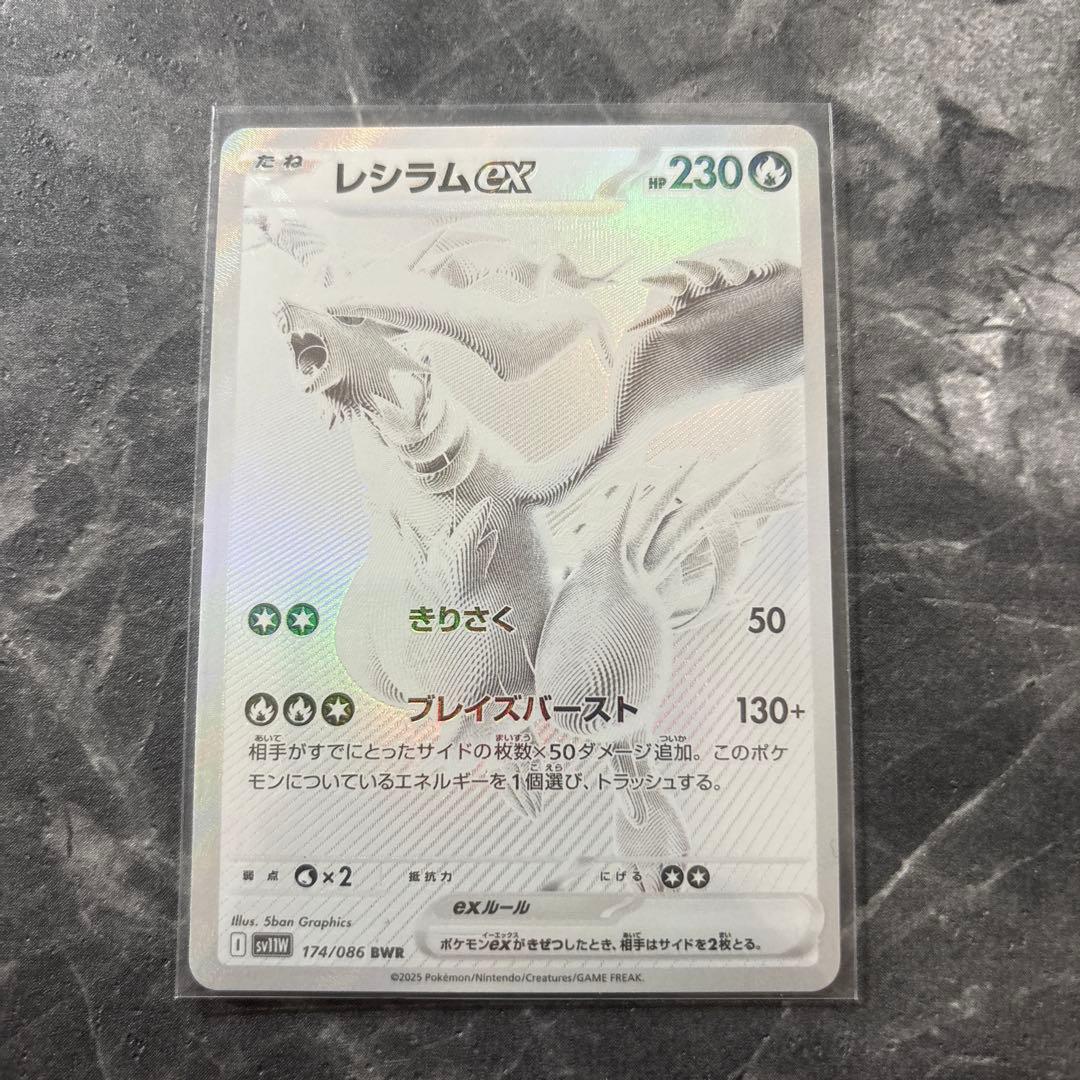 たね レシラムex HP230
きりさく 50
ブレイズバースト 130+
相手がすでにとったサイドの枚数×50ダメージ追加。このポケ
モンについているエネルギーを1個選び、トラッシュする。
弱点 ×2 抵抗力 にげる
exルール
ポケモンexがきぜつしたとき、相手はサイドを2枚とる。
Illus. 5ban Graphics
I sv11W 174/086 BWR
©2025 Pokémon/Nintendo/Creatures/GAME FREAK.